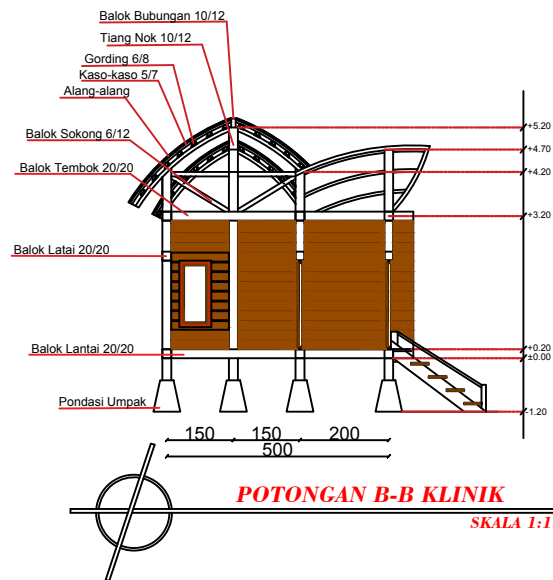 Balok Bubungan 10/12
Tiang Nok 10/12
Gording 6/8
Kaso-kaso 5/7
Alang-alang
Balok Sokong 6/12
Balok Tembok 20/20
Balok Latai 20/20
Balok Lantai 20/20
Pondasi Umpak
+5.20
+4.70
+4.20
+3.20
+0.20
±0.00
-1.20
150 150 200
500
POTONGAN B-B KLINIK
SKALA 1:1